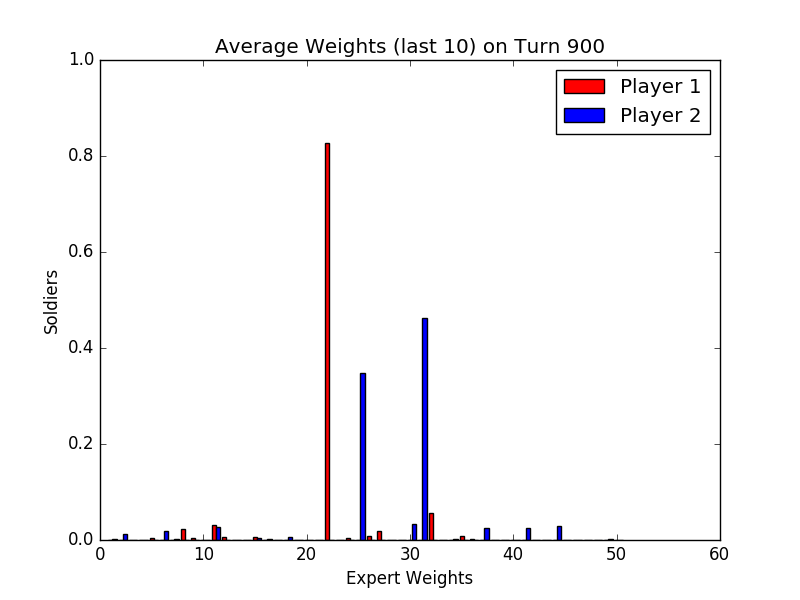 Average Weights (last 10) on Turn 900
1.0
0.8
0.6
0.4
0.2
0.0
Soldiers
Player 1
Player 2
0 10 20 30 40 50 60
Expert Weights